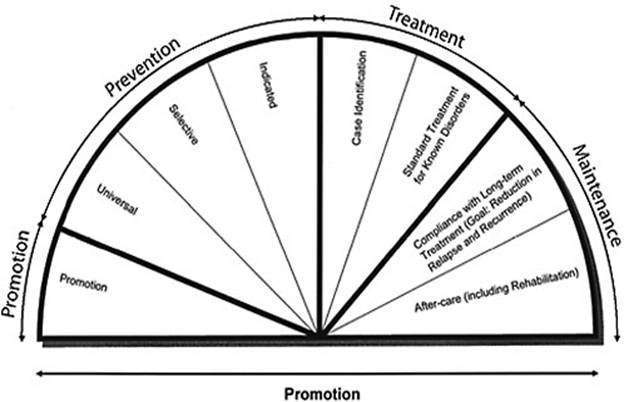 Promotion
Prevention
Treatment
Maintenance
Promotion
Universal
Selective
Indicated
Case Identification
Standard Treatment
for Known Disorders
Compliance with Long-term
Treatment (Goal: Reduction in
Relapse and Recurrence)
After-care (including Rehabilitation)
Promotion